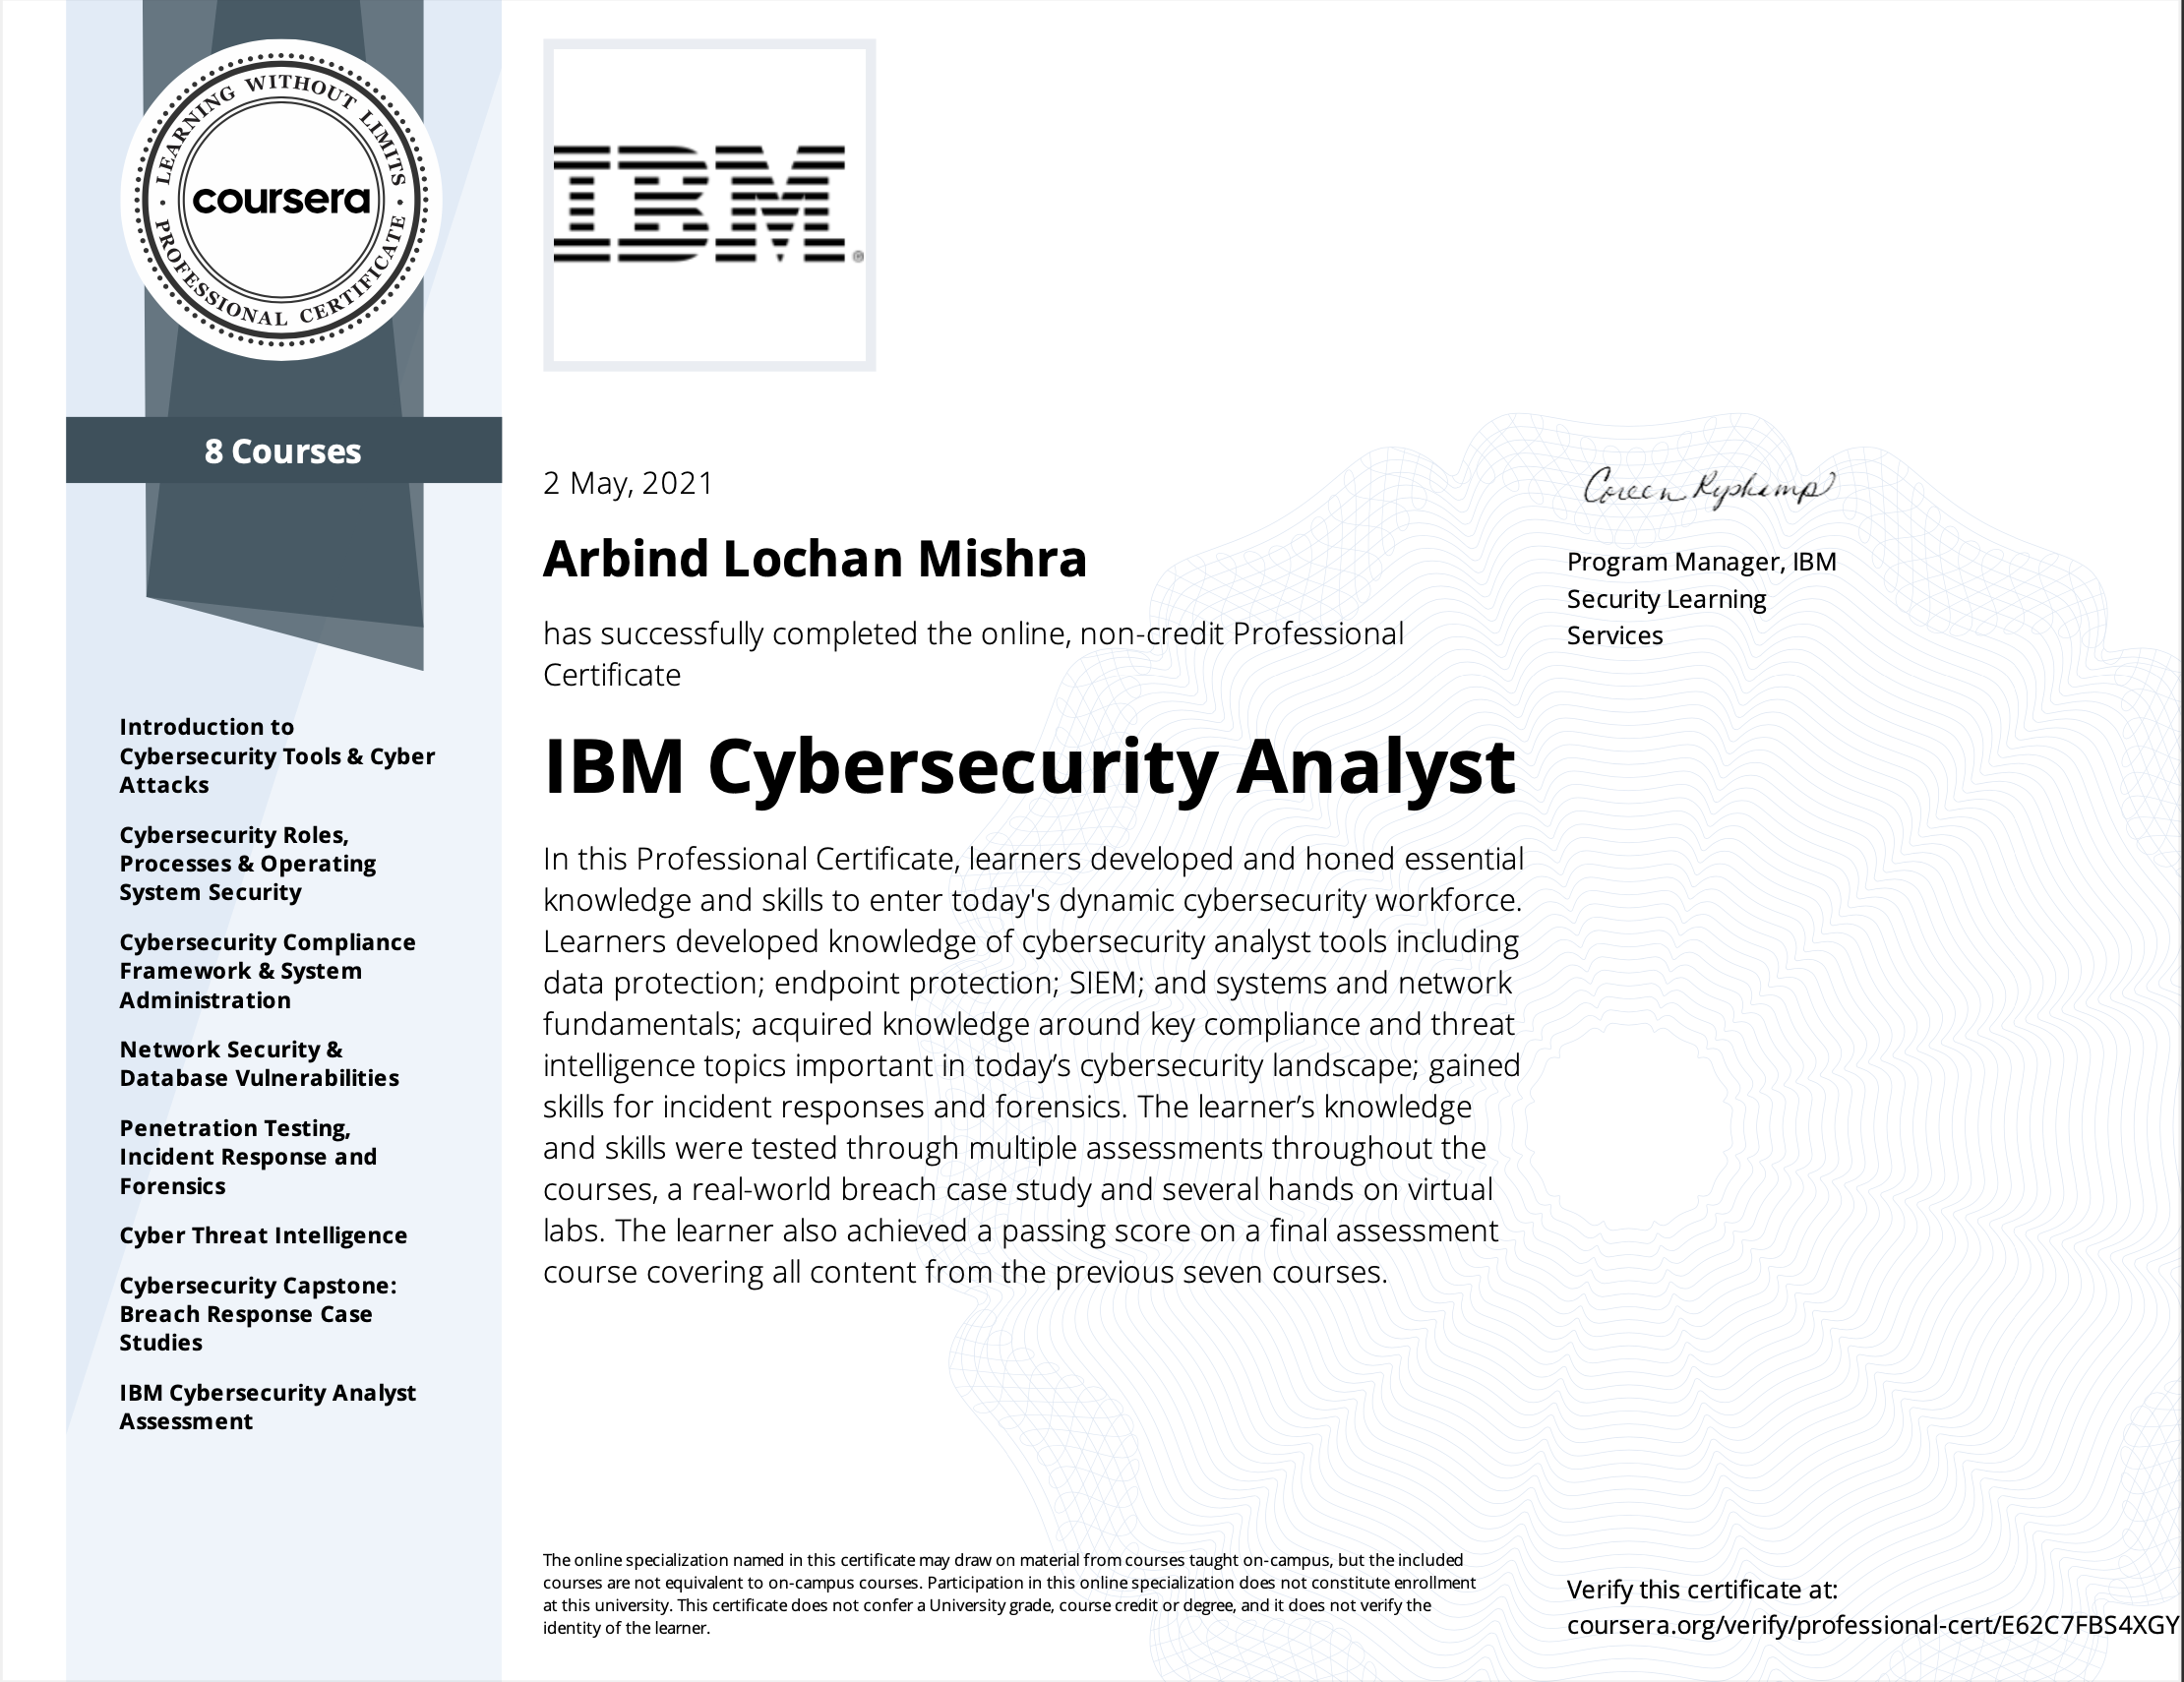 LEARNING WITHOUT LIMITS
coursera
PROFESSIONAL CERTIFICATE
8 Courses
Introduction to
Cybersecurity Tools & Cyber
Attacks
Cybersecurity Roles,
Processes & Operating
System Security
Cybersecurity Compliance
Framework & System
Administration
Network Security &
Database Vulnerabilities
Penetration Testing,
Incident Response and
Forensics
Cyber Threat Intelligence
Cybersecurity Capstone:
Breach Response Case
Studies
IBM Cybersecurity Analyst
Assessment
IBM®
2 May, 2021
Arbind Lochan Mishra
has successfully completed the online, non-credit Professional
Certificate
IBM Cybersecurity Analyst
In this Professional Certificate, learners developed and honed essential
knowledge and skills to enter today's dynamic cybersecurity workforce.
Learners developed knowledge of cybersecurity analyst tools including
data protection; endpoint protection; SIEM; and systems and network
fundamentals; acquired knowledge around key compliance and threat
intelligence topics important in today’s cybersecurity landscape; gained
skills for incident responses and forensics. The learner’s knowledge
and skills were tested through multiple assessments throughout the
courses, a real-world breach case study and several hands on virtual
labs. The learner also achieved a passing score on a final assessment
course covering all content from the previous seven courses.
The online specialization named in this certificate may draw on material from courses taught on-campus, but the included
courses are not equivalent to on-campus courses. Participation in this online specialization does not constitute enrollment
at this university. This certificate does not confer a University grade, course credit or degree, and it does not verify the
identity of the learner.
Coreen Ryskamp
Program Manager, IBM
Security Learning
Services
Verify this certificate at:
coursera.org/verify/professional-cert/E62C7FBS4XGY